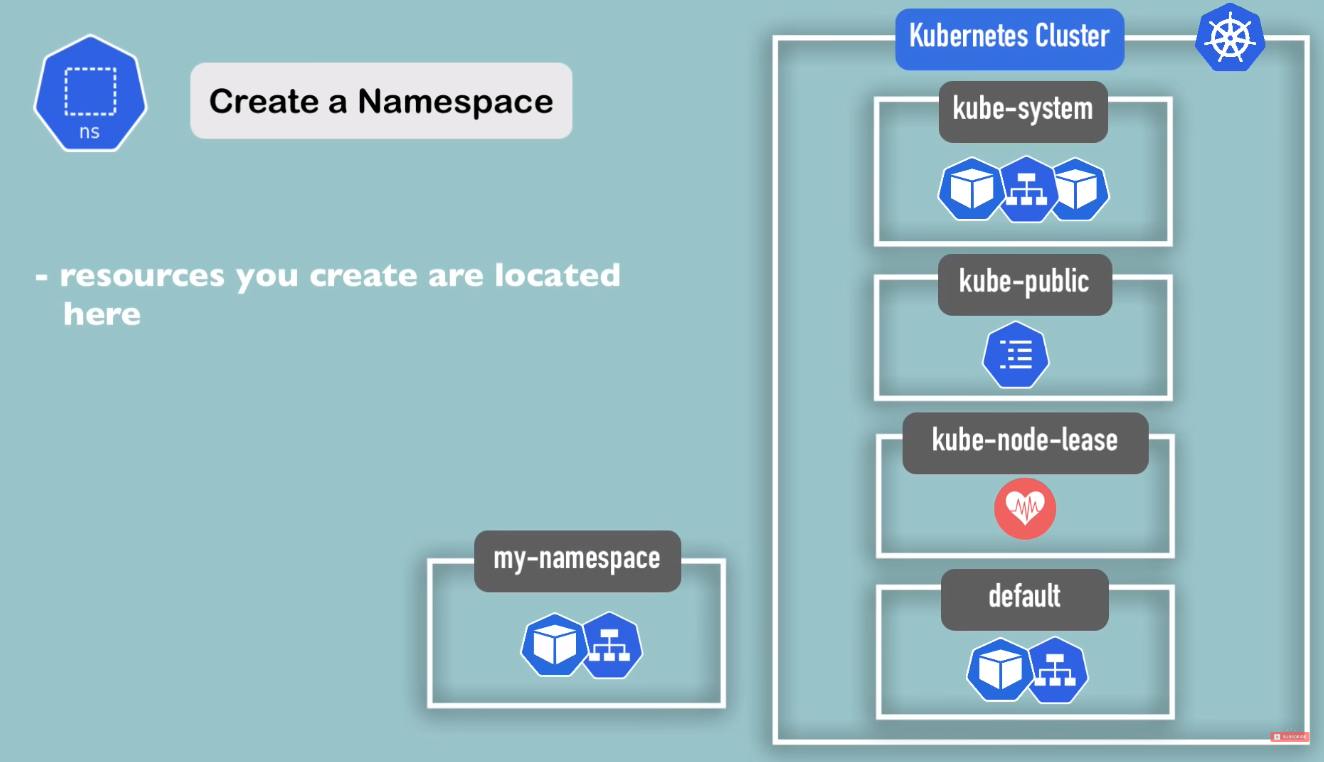 ns
Create a Namespace
- resources you create are located
here
my-namespace
Kubernetes Cluster
kube-system
kube-public
kube-node-lease
default
SUBSCRIBE